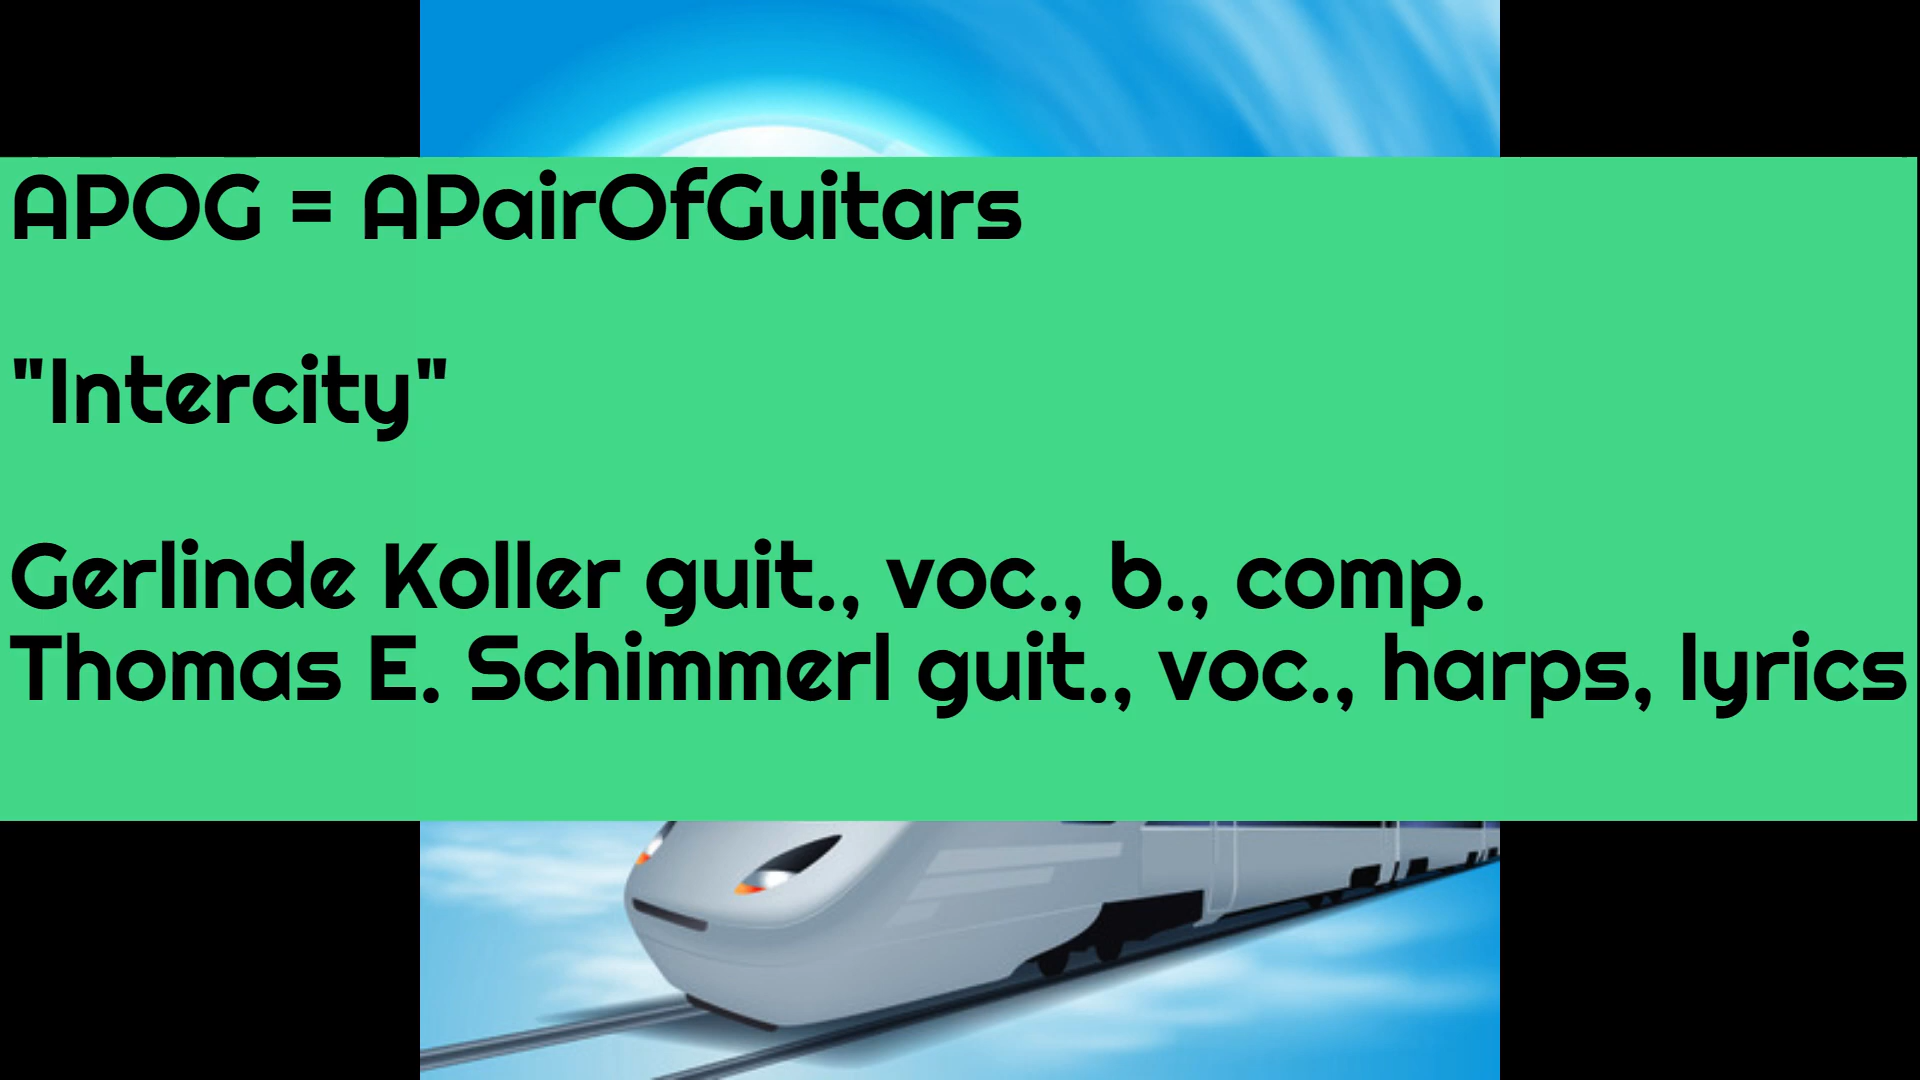 APOG = APairOfGuitars
"Intercity"
Gerlinde Koller guit., voc., b., comp.
Thomas E. Schimmerl guit., voc., harps, lyrics